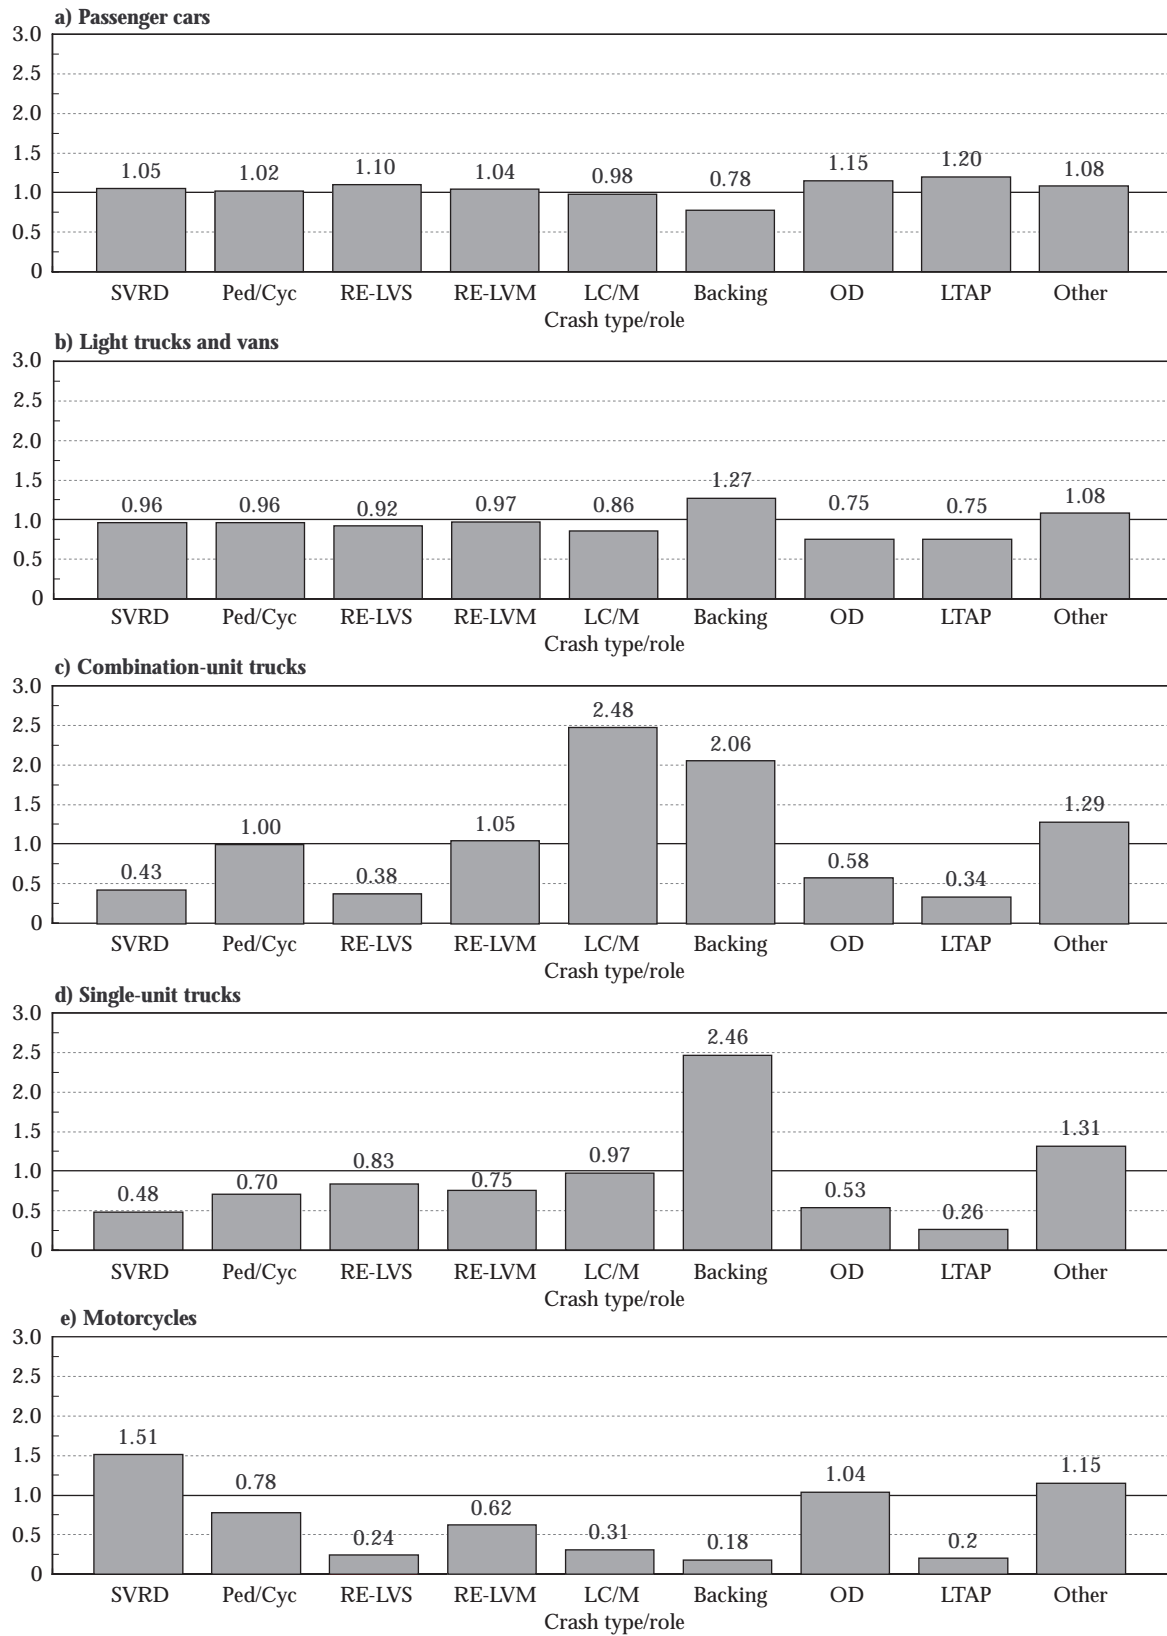 a) Passenger cars
3.0
2.5
2.0
1.5
1.0
0.5
0
1.05 1.02 1.10 1.04 0.98 0.78 1.15 1.20 1.08
SVRD Ped/Cyc RE-LVS RE-LVM LC/M Backing OD LTAP Other
Crash type/role
b) Light trucks and vans
3.0
2.5
2.0
1.5
1.0
0.5
0
0.96 0.96 0.92 0.97 0.86 1.27 0.75 0.75 1.08
SVRD Ped/Cyc RE-LVS RE-LVM LC/M Backing OD LTAP Other
Crash type/role
c) Combination-unit trucks
3.0
2.5
2.0
1.5
1.0
0.5
0
0.43 1.00 0.38 1.05 2.48 2.06 0.58 0.34 1.29
SVRD Ped/Cyc RE-LVS RE-LVM LC/M Backing OD LTAP Other
Crash type/role
d) Single-unit trucks
3.0
2.5
2.0
1.5
1.0
0.5
0
0.48 0.70 0.83 0.75 0.97 2.46 0.53 0.26 1.31
SVRD Ped/Cyc RE-LVS RE-LVM LC/M Backing OD LTAP Other
Crash type/role
e) Motorcycles
3.0
2.5
2.0
1.5
1.0
0.5
0
1.51 0.78 0.24 0.62 0.31 0.18 1.04 0.2 1.15
SVRD Ped/Cyc RE-LVS RE-LVM LC/M Backing OD LTAP Other
Crash type/role